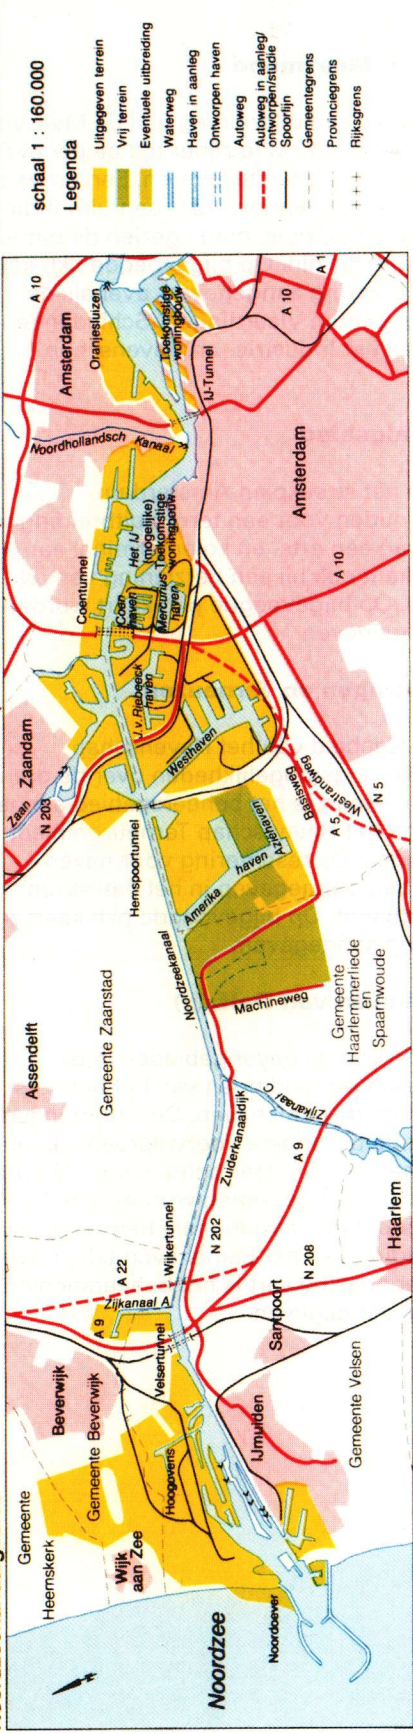 schaal 1 : 160.000
Legenda
Uitgegeven terrein
Vrij terrein
Eventuele uitbreiding
Waterweg
Haven in aanleg
Ontworpen haven
Autoweg
Autoweg in aanleg/
ontworpen/studie
Spoorlijn
Gemeentegrens
Provinciegrens
Rijksgrens
Noordzee
Noordoever
Wijk
aan Zee
Gemeente
Heemskerk
Gemeente Beverwijk
Beverwijk
Hoogovens
IJmuiden
Gemeente Velsen
Santpoort
Velsertunnel
A 9
Zijkanaal A
A 22
Wijkertunnel
N 202
N 208
Haarlem
A 9
Zuiderkanaaldijk
Zijkanaal C
Assendelft
Gemeente Zaanstad
Noordzeekanaal
Machineweg
Gemeente
Haarlemmerliede
en
Spaarnwoude
Amerika
haven
Aziëhaven
Hemspoortunnel
Westhaven
Basisweg
A 5
Westrandweg
N 5
N 203
Zaan
Zaandam
J.v.Riebeeck
haven
Coentunnel
Coen
haven
Mercurius
haven
Het IJ
(mogelijke)
Toekomstige
woningbouw
A 10
Amsterdam
Noordhollandsch
Kanaal
Amsterdam
Oranjesluizen
A 10
Toekomstige
woningbouw
IJ-Tunnel
A 10
A 1